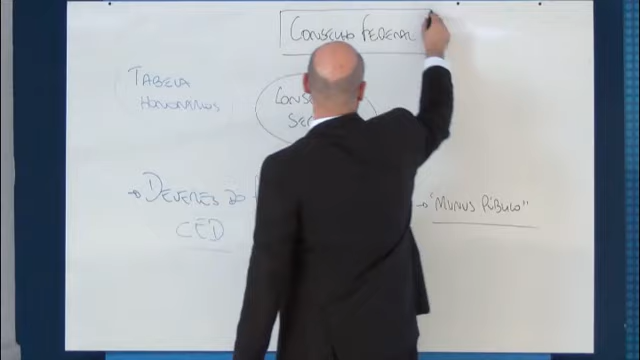 CONSELHO FEDERAL
TABELA
HONORÁRIOS
DEVERES DO
CED
→ "MUNUS PÚBLICO"